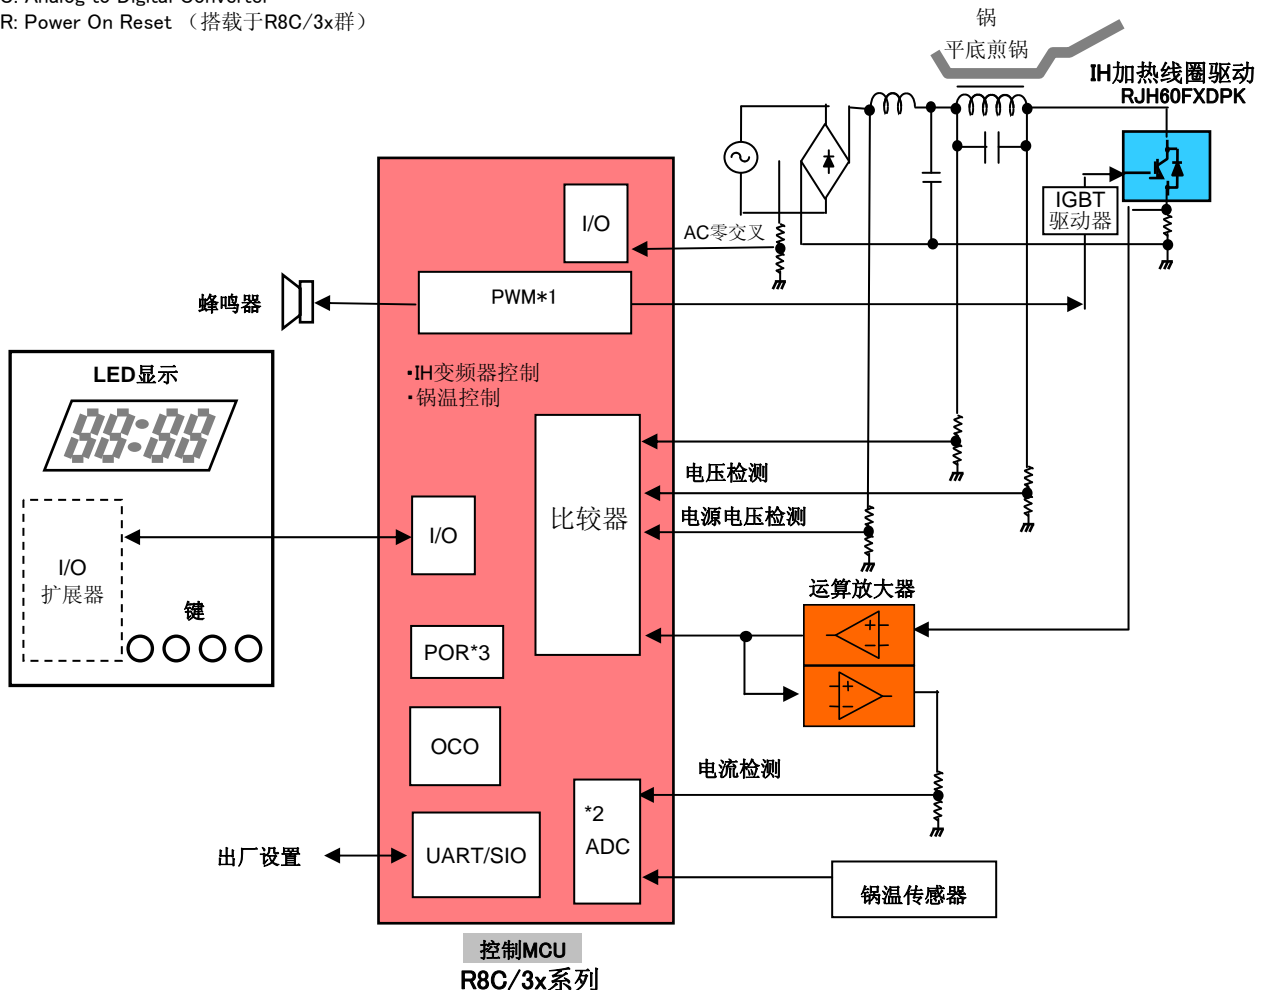 R: Power On Reset （搭载于R8C/3x群）
锅
平底煎锅
IH加热线圈驱动
RJH60FXDPK
IGBT
驱动器
I/O
AC零交叉
PWM*1
蜂鸣器
LED显示
88:88
·IH变频器控制
·锅温控制
比较器
电压检测
电源电压检测
I/O
I/O
扩展器
键
运算放大器
POR*3
OCO
电流检测
*2
ADC
出厂设置
UART/SIO
锅温传感器
控制MCU
R8C/3x系列